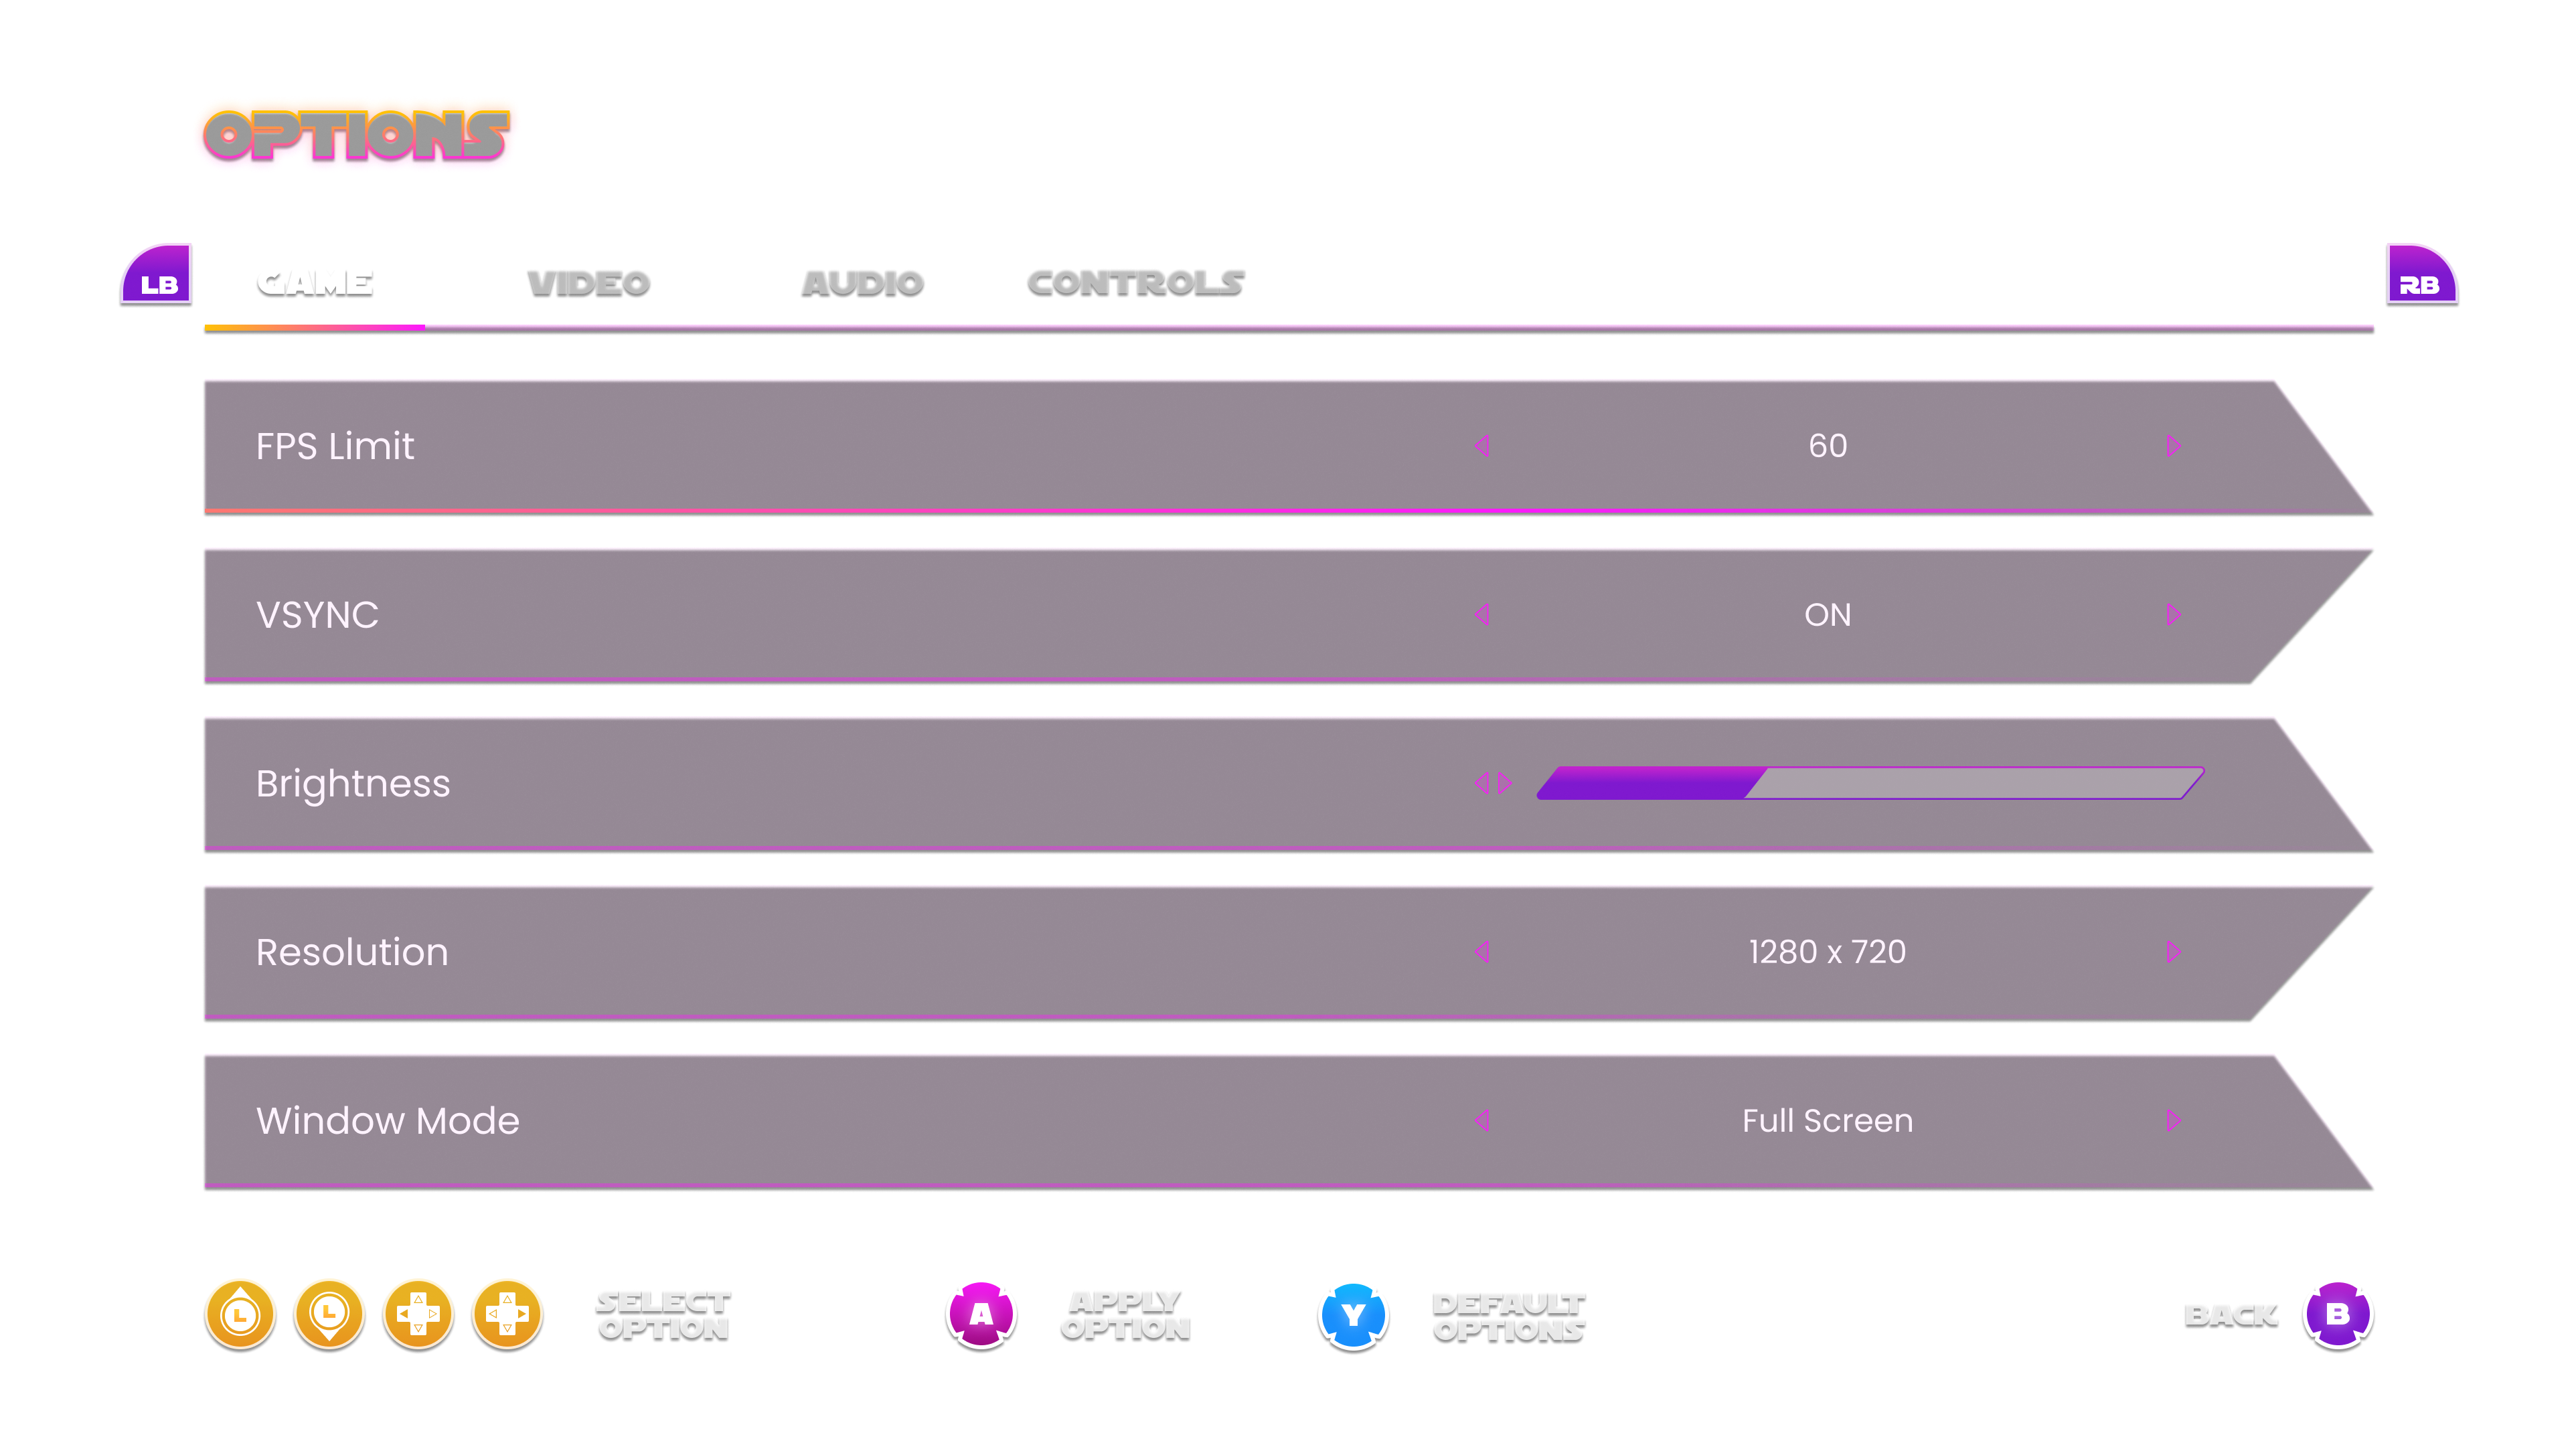 OPTIONS
LB GAME VIDEO AUDIO CONTROLS RB
FPS Limit 60
VSYNC ON
Brightness
Resolution 1280 x 720
Window Mode Full Screen
L L SELECT OPTION A APPLY OPTION Y DEFAULT OPTIONS BACK B